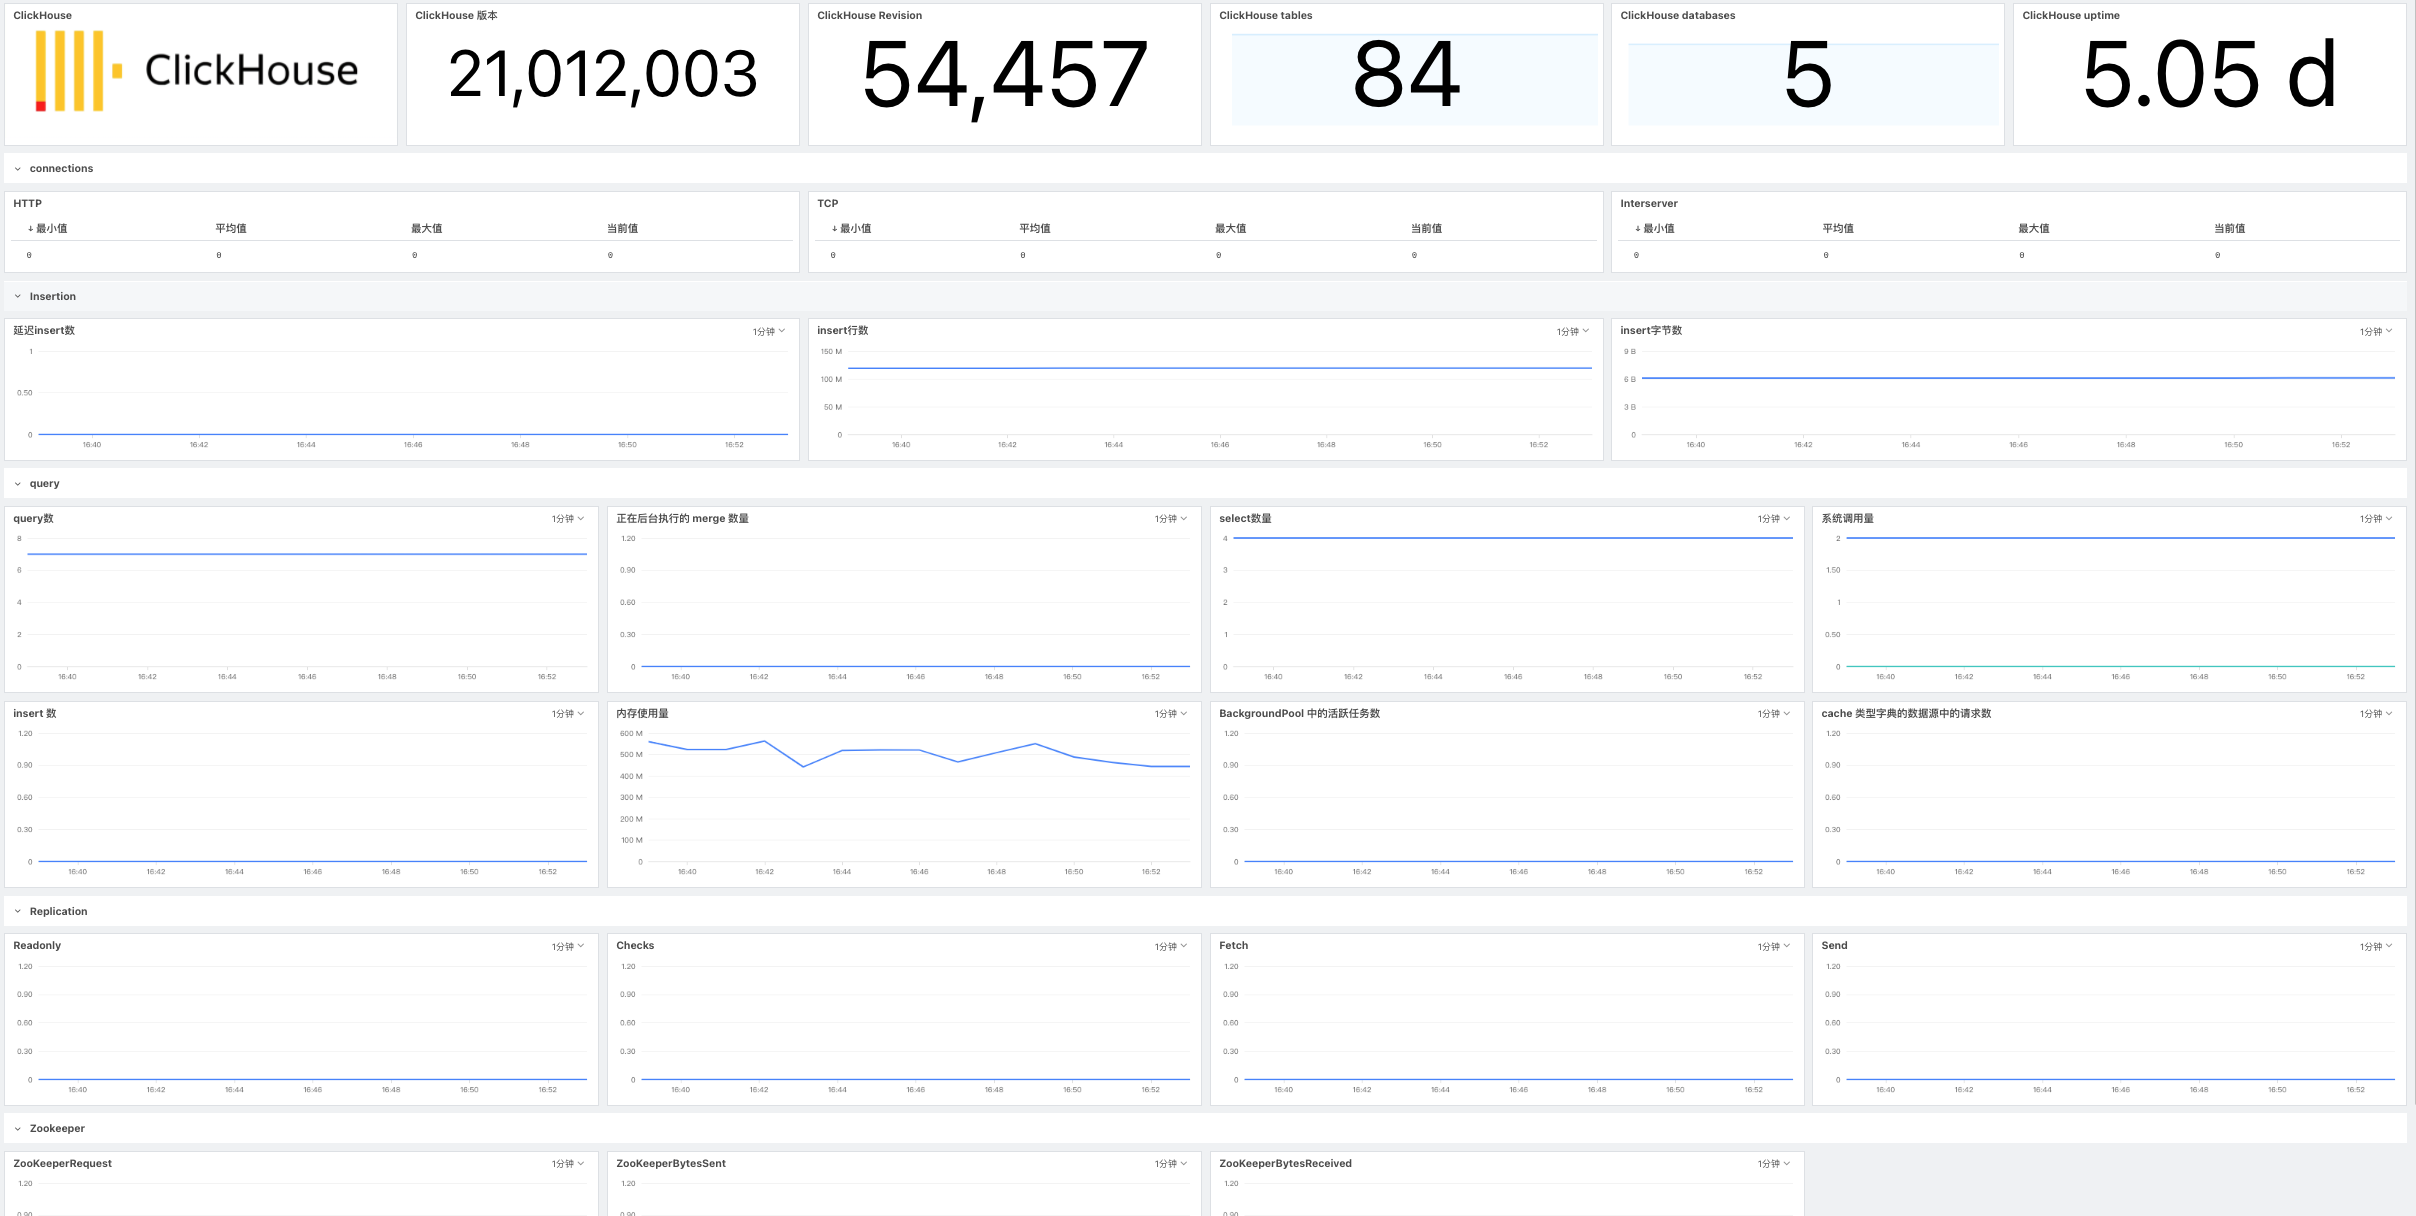 ClickHouse
ClickHouse
ClickHouse 版本
21,012,003
ClickHouse Revision
54,457
ClickHouse tables
84
ClickHouse databases
5
ClickHouse uptime
5.05 d
connections
HTTP
↓ 最小值 平均值 最大值 当前值
0 0 0 0
TCP
↓ 最小值 平均值 最大值 当前值
0 0 0 0
Interserver
↓ 最小值 平均值 最大值 当前值
0 0 0 0
Insertion
延迟insert数 1分钟
1
0.50
0
16:40 16:42 16:44 16:46 16:48 16:50 16:52
insert行数 1分钟
150 M
100 M
50 M
0
16:40 16:42 16:44 16:46 16:48 16:50 16:52
insert字节数 1分钟
9 B
6 B
3 B
0
16:40 16:42 16:44 16:46 16:48 16:50 16:52
query
query数 1分钟
8
6
4
2
0
16:40 16:42 16:44 16:46 16:48 16:50 16:52
正在后台执行的 merge 数量 1分钟
1.20
0.90
0.60
0.30
0
16:40 16:42 16:44 16:46 16:48 16:50 16:52
select数量 1分钟
4
3
2
1
0
16:40 16:42 16:44 16:46 16:48 16:50 16:52
系统调用量 1分钟
2
1.50
1
0.50
0
16:40 16:42 16:44 16:46 16:48 16:50 16:52
insert 数 1分钟
1.20
0.90
0.60
0.30
0
16:40 16:42 16:44 16:46 16:48 16:50 16:52
内存使用量 1分钟
600 M
500 M
400 M
300 M
200 M
100 M
0
16:40 16:42 16:44 16:46 16:48 16:50 16:52
BackgroundPool 中的活跃任务数 1分钟
1.20
0.90
0.60
0.30
0
16:40 16:42 16:44 16:46 16:48 16:50 16:52
cache 类型字典的数据源中的请求数 1分钟
1.20
0.90
0.60
0.30
0
16:40 16:42 16:44 16:46 16:48 16:50 16:52
Replication
Readonly 1分钟
1.20
0.90
0.60
0.30
0
16:40 16:42 16:44 16:46 16:48 16:50 16:52
Checks 1分钟
1.20
0.90
0.60
0.30
0
16:40 16:42 16:44 16:46 16:48 16:50 16:52
Fetch 1分钟
1.20
0.90
0.60
0.30
0
16:40 16:42 16:44 16:46 16:48 16:50 16:52
Send 1分钟
1.20
0.90
0.60
0.30
0
16:40 16:42 16:44 16:46 16:48 16:50 16:52
Zookeeper
ZooKeeperRequest 1分钟
1.20
0.90
ZooKeeperBytesSent 1分钟
1.20
0.90
ZooKeeperBytesReceived 1分钟
1.20
0.90